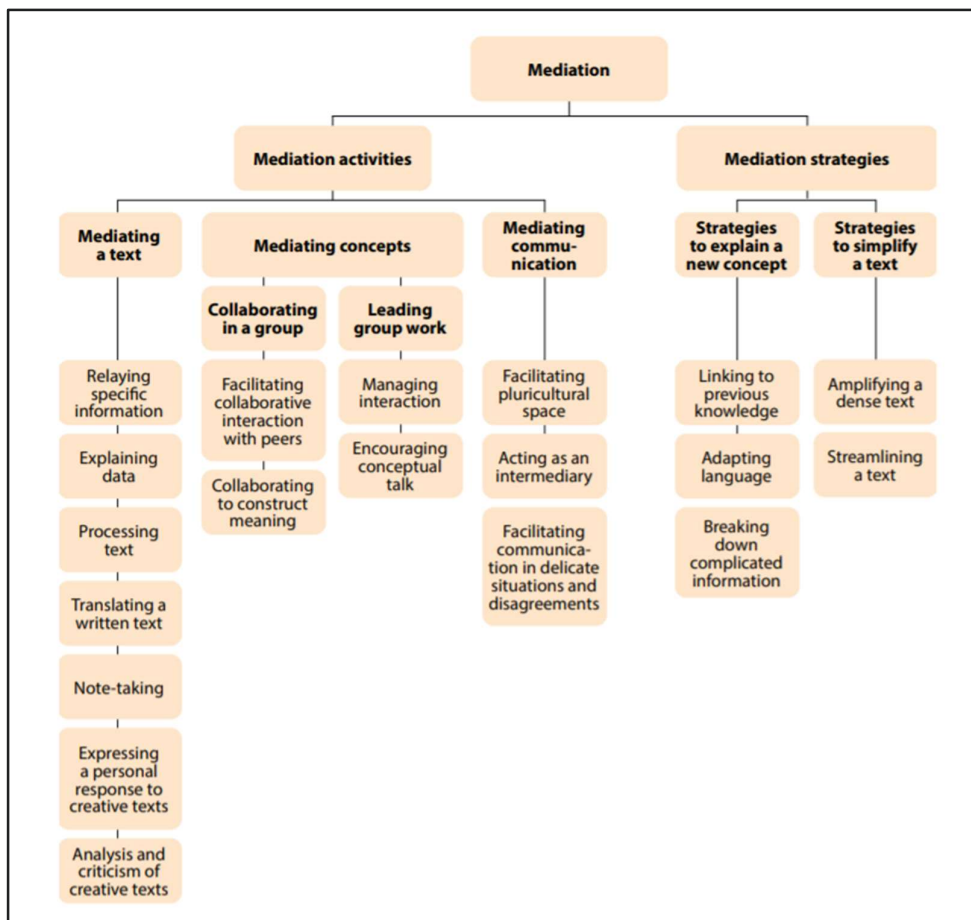 Mediation
Mediation activities
Mediation strategies
Mediating
a text
Mediating concepts
Mediating
commu-
nication
Strategies
to explain a
new concept
Strategies
to simplify
a text
Collaborating
in a group
Leading
group work
Relaying
specific
information
Explaining
data
Processing
text
Translating a
written text
Note-taking
Expressing
a personal
response to
creative texts
Analysis and
criticism of
creative texts
Facilitating
collaborative
interaction
with peers
Collaborating
to construct
meaning
Managing
interaction
Encouraging
conceptual
talk
Facilitating
pluricultural
space
Acting as an
intermediary
Facilitating
communica-
tion in delicate
situations and
disagreements
Linking to
previous
knowledge
Adapting
language
Breaking
down
complicated
information
Amplifying a
dense text
Streamlining
a text